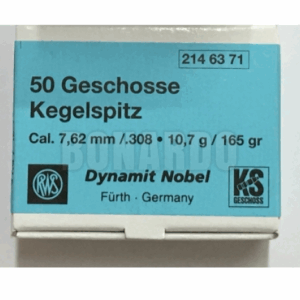 214 63 71
50 Geschosse
Kegelspitz
Cal. 7,62 mm /.308 • 10,7 g / 165 gr
BONARDO
RWS
Dynamit Nobel
Fürth · Germany
KS
GESCHOSS